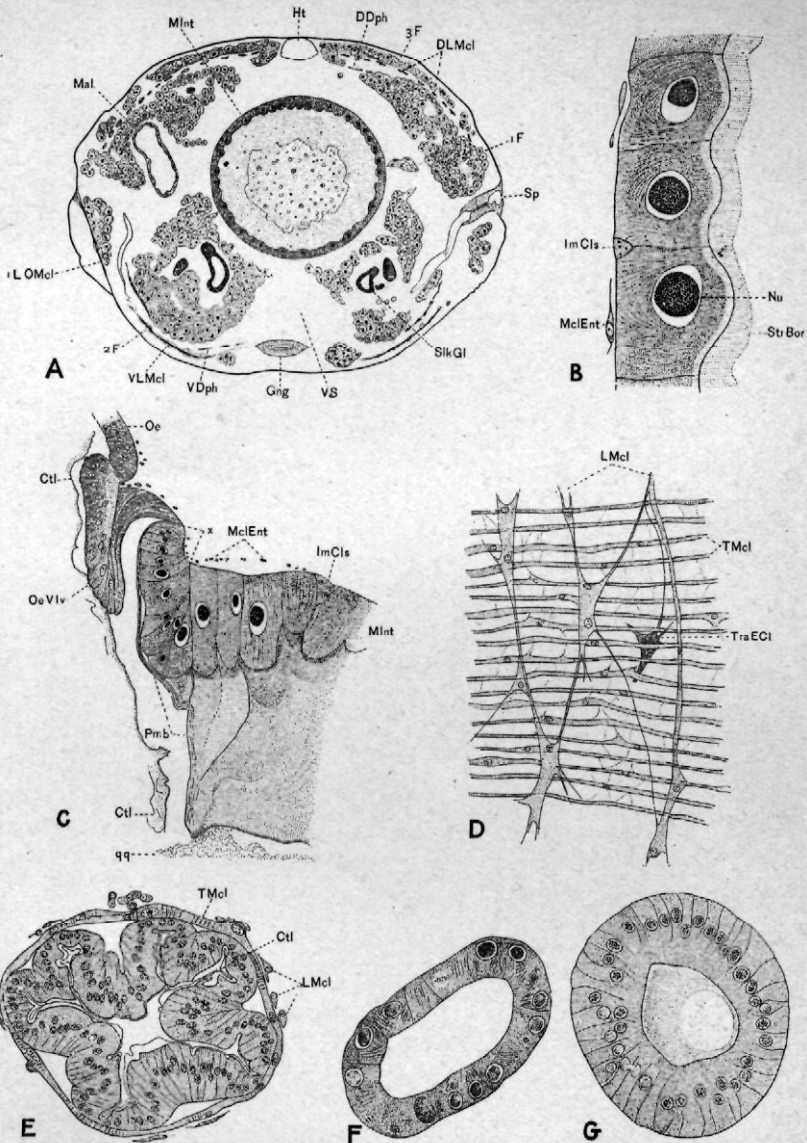 MInt
Ht
DDph
3F
DLMcl
Mal
1F
Sp
1LOMcl
2F
VLMcl
VDph
Gng
VS
SlkGl
A
ImCls
MclEnt
Nu
StrBor
B
Oe
Ctl
x
MclEnt
ImCls
OeVlv
MInt
Pmb
Ctl
qq
C
LMcl
TMcl
TraECl
D
TMcl
Ctl
LMcl
E
F
G